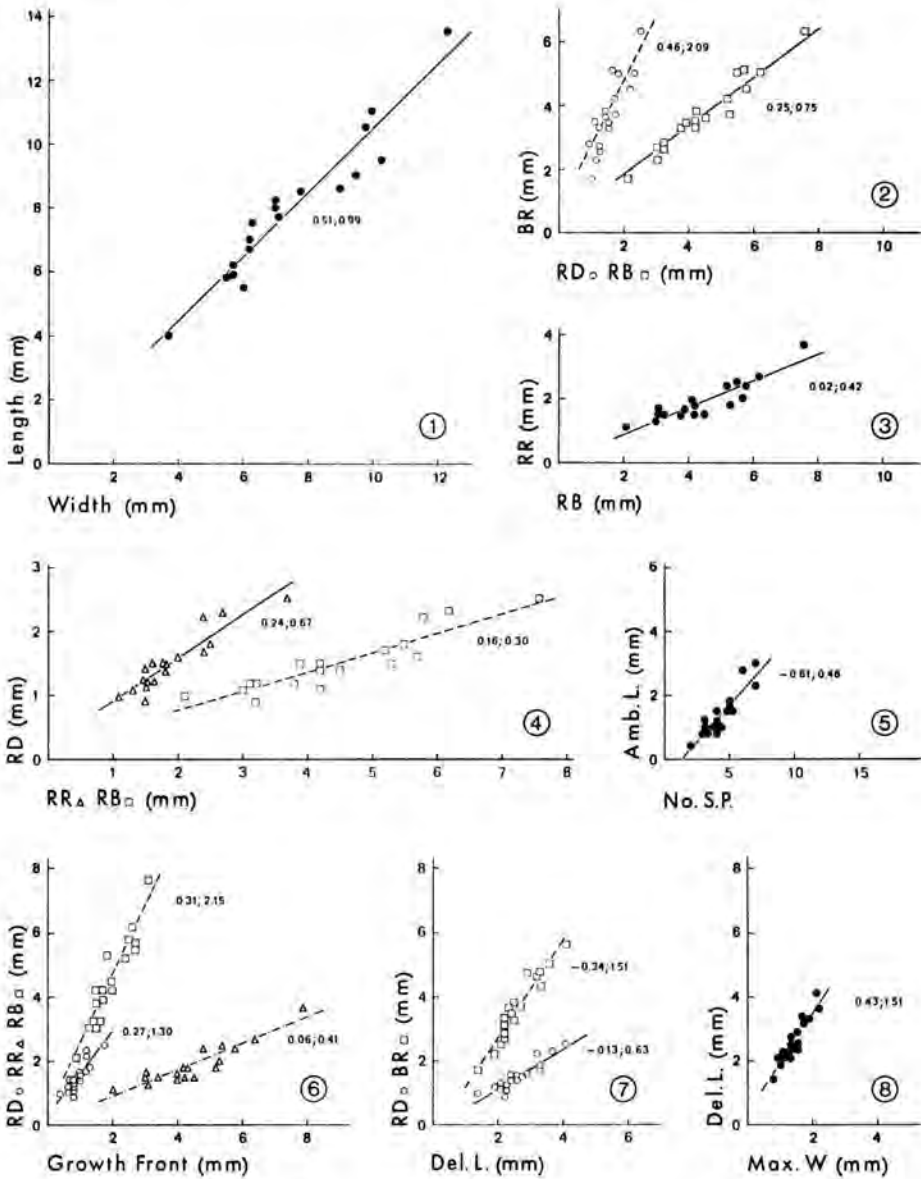 14
12
10
8
6
4
2
0
Length (mm)
0.51; 0.99
1
2 4 6 8 10 12
Width (mm)
6
4
2
0
BR (mm)
0.46; 2.09
0.25; 0.75
2
2 4 6 8 10
RD○ RB□ (mm)
4
2
0
RR (mm)
0.02; 0.42
3
2 4 6 8 10
RB (mm)
3
2
1
0
RD (mm)
0.24; 0.67
0.16; 0.30
4
1 2 3 4 5 6 7 8
RR△ RB□ (mm)
6
4
2
0
Amb. L. (mm)
−0.61; 0.46
5
5 10 15
No. S.P.
8
6
4
2
0
RD○ RR△ RB□ (mm)
0.31; 2.15
0.27; 1.30
0.06; 0.41
6
2 4 6 8
Growth Front (mm)
8
6
4
2
0
RD○ BR□ (mm)
−0.34; 1.51
−0.13; 0.63
7
2 4 6
Del. L. (mm)
8
6
4
2
0
Del. L. (mm)
0.43; 1.51
8
2 4
Max. W (mm)